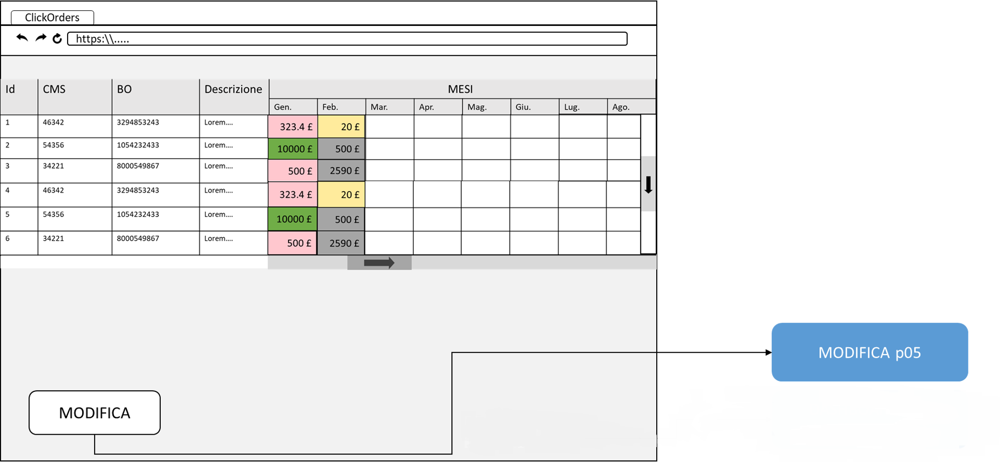 ClickOrders
https:\\.....
Id CMS BO Descrizione MESI
Gen. Feb. Mar. Apr. Mag. Giu. Lug. Ago.
1 46342 3294853243 Lorem.... 323.4 £ 20 £
2 54356 1054232433 Lorem.... 10000 £ 500 £
3 34221 8000549867 Lorem.... 500 £ 2590 £
4 46342 3294853243 Lorem.... 323.4 £ 20 £
5 54356 1054232433 Lorem.... 10000 £ 500 £
6 34221 8000549867 Lorem.... 500 £ 2590 £
MODIFICA p05
MODIFICA